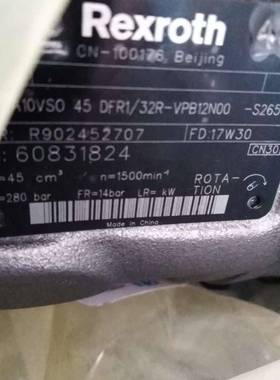 Rexroth
CN-100176, Beijing
A10VSO 45 DFR1/32R-VPB12N00 -S265
R: R902452707 FD:17W30
: 60831824 CN30
=45 cm³ n=1500min⁻¹ ROTA-
=280 bar FR=14bar LR= kW TION
Made in China